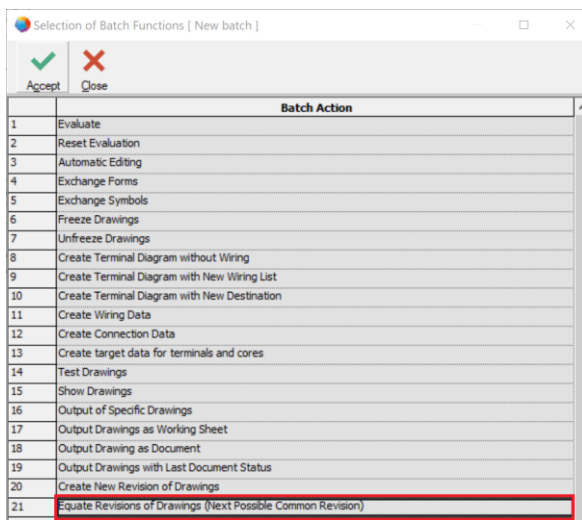 Selection of Batch Functions [ New batch ]
Accept Close
Batch Action
1 Evaluate
2 Reset Evaluation
3 Automatic Editing
4 Exchange Forms
5 Exchange Symbols
6 Freeze Drawings
7 Unfreeze Drawings
8 Create Terminal Diagram without Wiring
9 Create Terminal Diagram with New Wiring List
10 Create Terminal Diagram with New Destination
11 Create Wiring Data
12 Create Connection Data
13 Create target data for terminals and cores
14 Test Drawings
15 Show Drawings
16 Output of Specific Drawings
17 Output Drawings as Working Sheet
18 Output Drawing as Document
19 Output Drawings with Last Document Status
20 Create New Revision of Drawings
21 Equate Revisions of Drawings (Next Possible Common Revision)